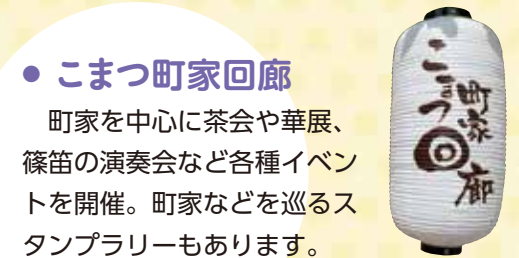 ● こまつ町家回廊
町家を中心に茶会や華展、
篠笛の演奏会など各種イベン
トを開催。町家などを巡るス
タンプラリーもあります。
こまつ
町家
回廊